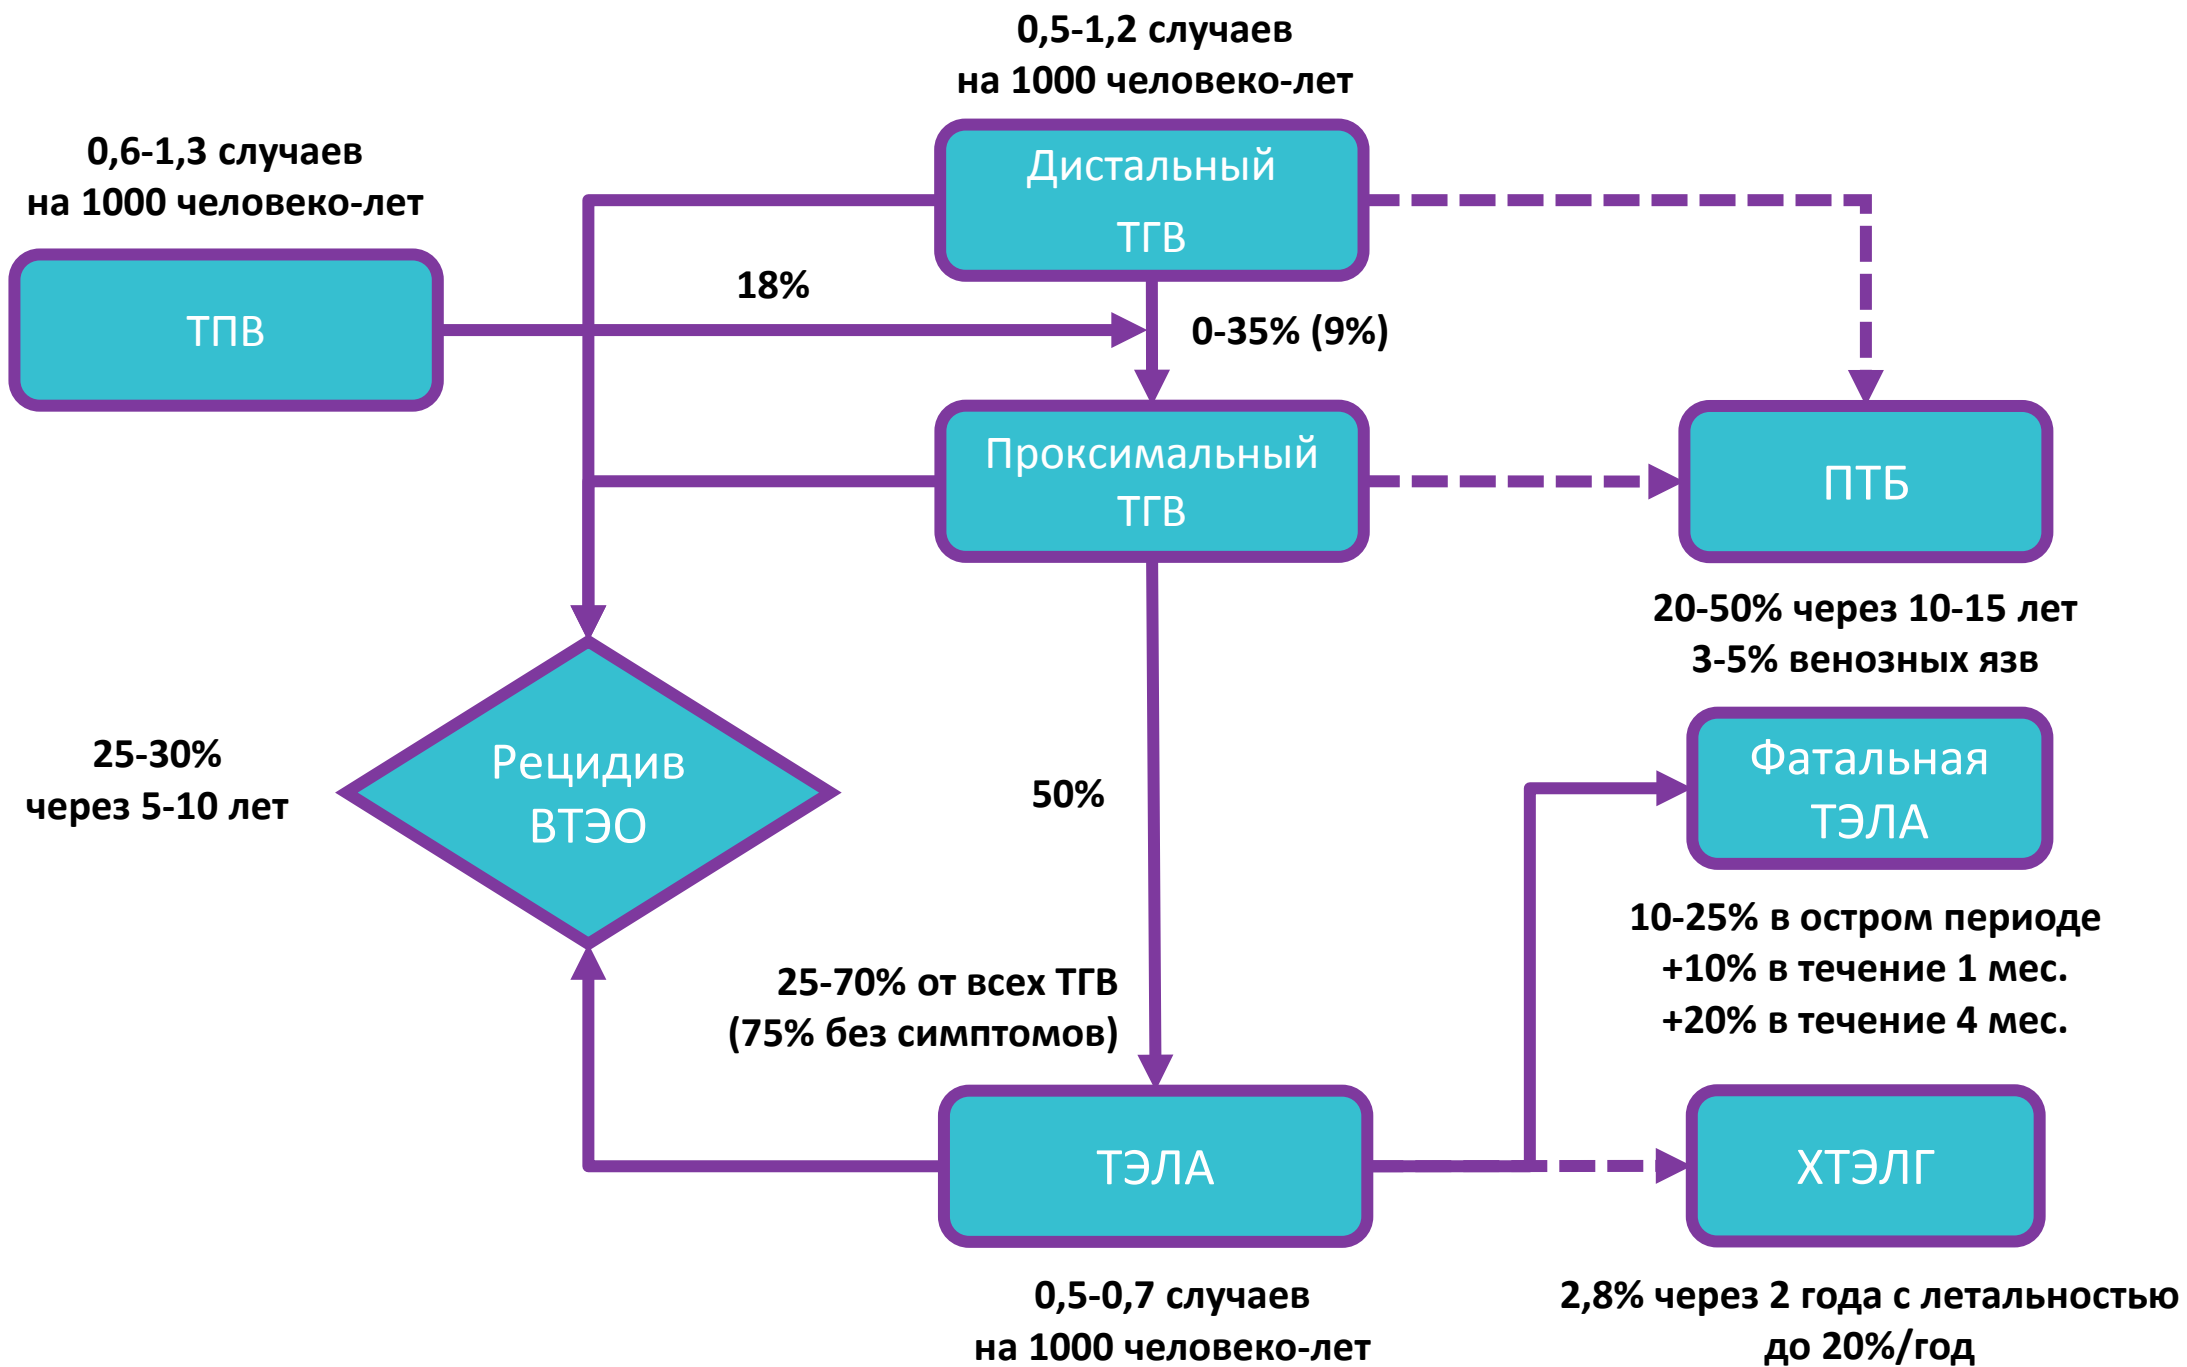 0,5-1,2 случаев
на 1000 человеко-лет
0,6-1,3 случаев
на 1000 человеко-лет
Дистальный
ТГВ
18%
ТПВ
0-35% (9%)
Проксимальный
ТГВ
ПТБ
20-50% через 10-15 лет
3-5% венозных язв
25-30%
через 5-10 лет
Рецидив
ВТЭО
50%
Фатальная
ТЭЛА
10-25% в остром периоде
+10% в течение 1 мес.
+20% в течение 4 мес.
25-70% от всех ТГВ
(75% без симптомов)
ТЭЛА
ХТЭЛГ
0,5-0,7 случаев
на 1000 человеко-лет
2,8% через 2 года с летальностью
до 20%/год